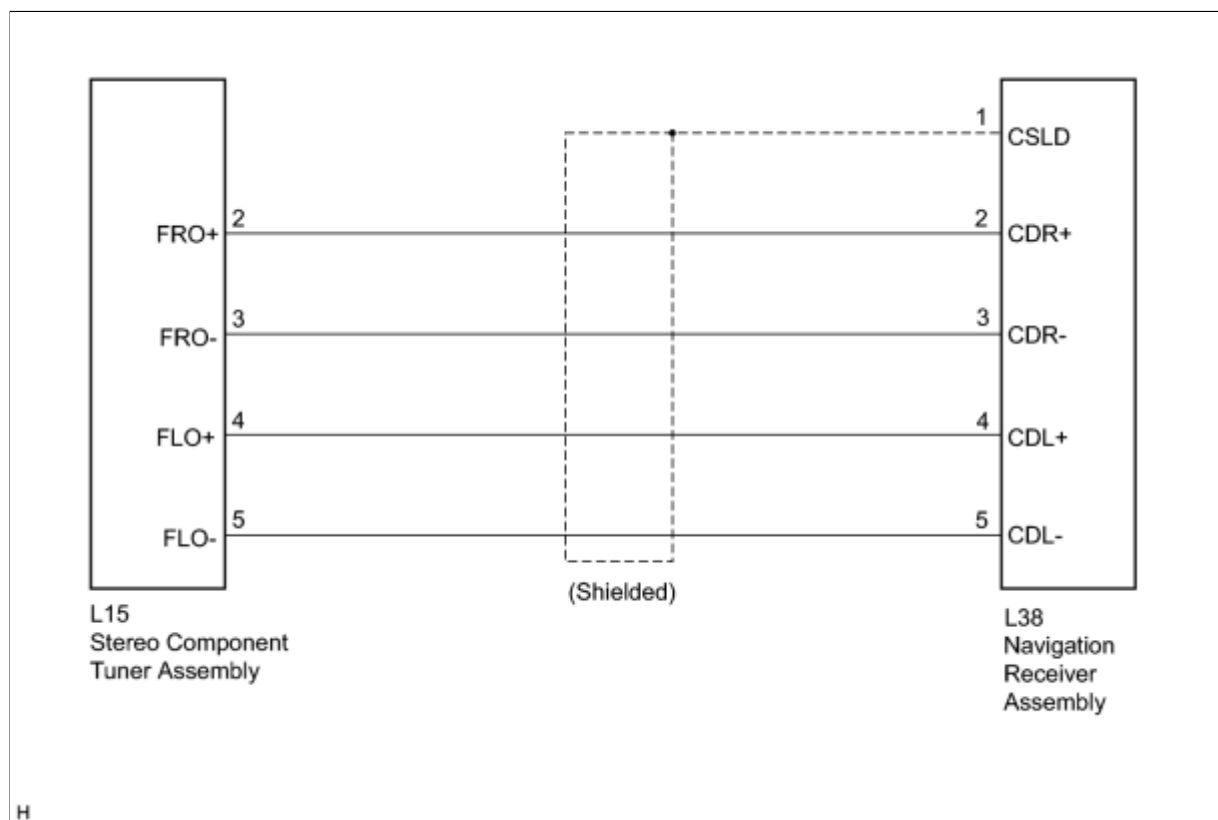 1
CSLD
FRO+ 2 2 CDR+
FRO- 3 3 CDR-
FLO+ 4 4 CDL+
FLO- 5 5 CDL-
(Shielded)
L15
Stereo Component
Tuner Assembly
L38
Navigation
Receiver
Assembly
H